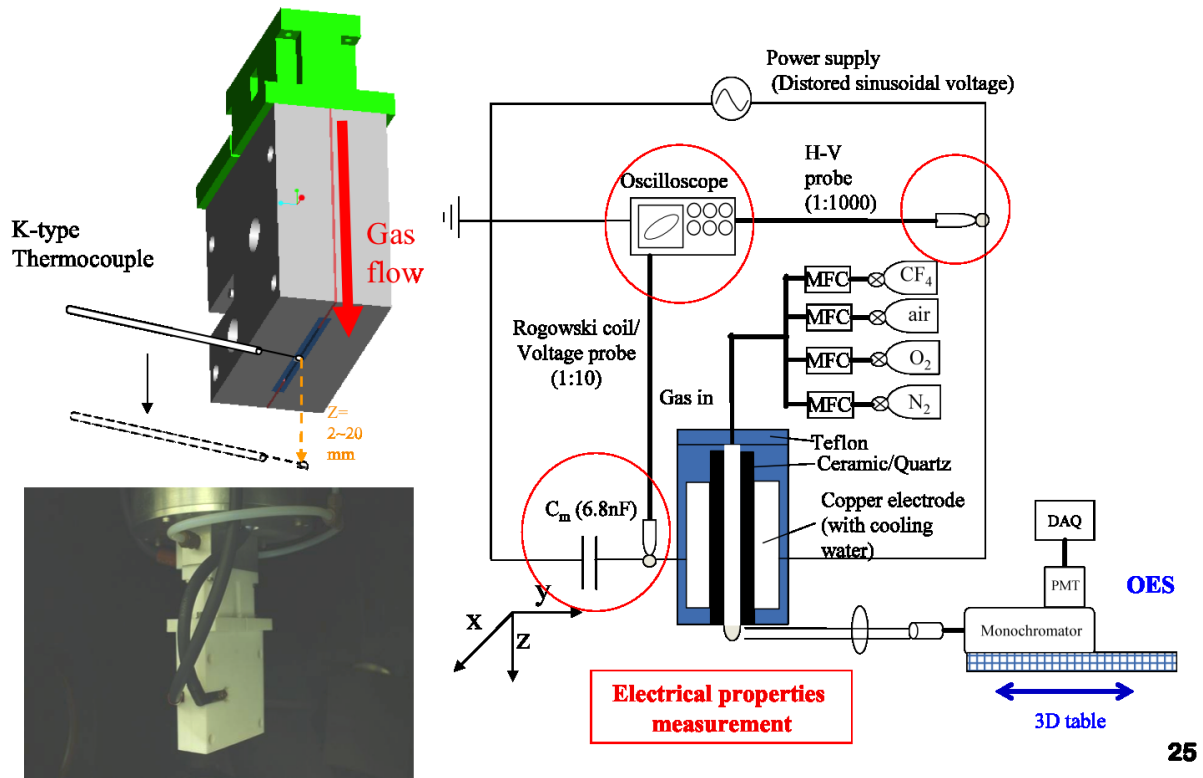 K-type
Thermocouple
Gas
flow
Z=
2~20
mm
Power supply
(Distored sinusoidal voltage)
H-V
probe
(1:1000)
Oscilloscope
Rogowski coil/
Voltage probe
(1:10)
Gas in
MFC
CF₄
MFC
air
MFC
O₂
MFC
N₂
Teflon
Ceramic/Quartz
Copper electrode
(with cooling
water)
Cₘ (6.8nF)
y
x
z
DAQ
PMT
OES
Monochromator
3D table
Electrical properties
measurement
25